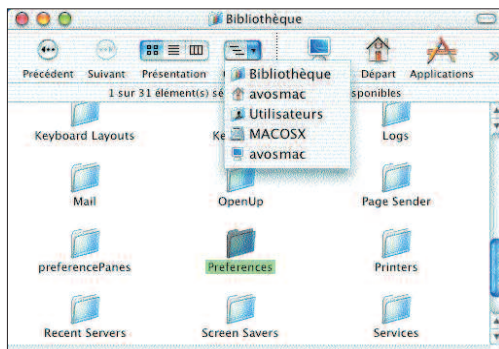 Bibliothèque
Précédent Suivant Présentation Départ Applications
Bibliothèque
avosmac
Utilisateurs
MACOSX
avosmac
1 sur 31 élément(s) sé
Keyboard Layouts Ke Logs
Mail OpenUp Page Sender
preferencePanes Preferences Printers
Recent Servers Screen Savers Services